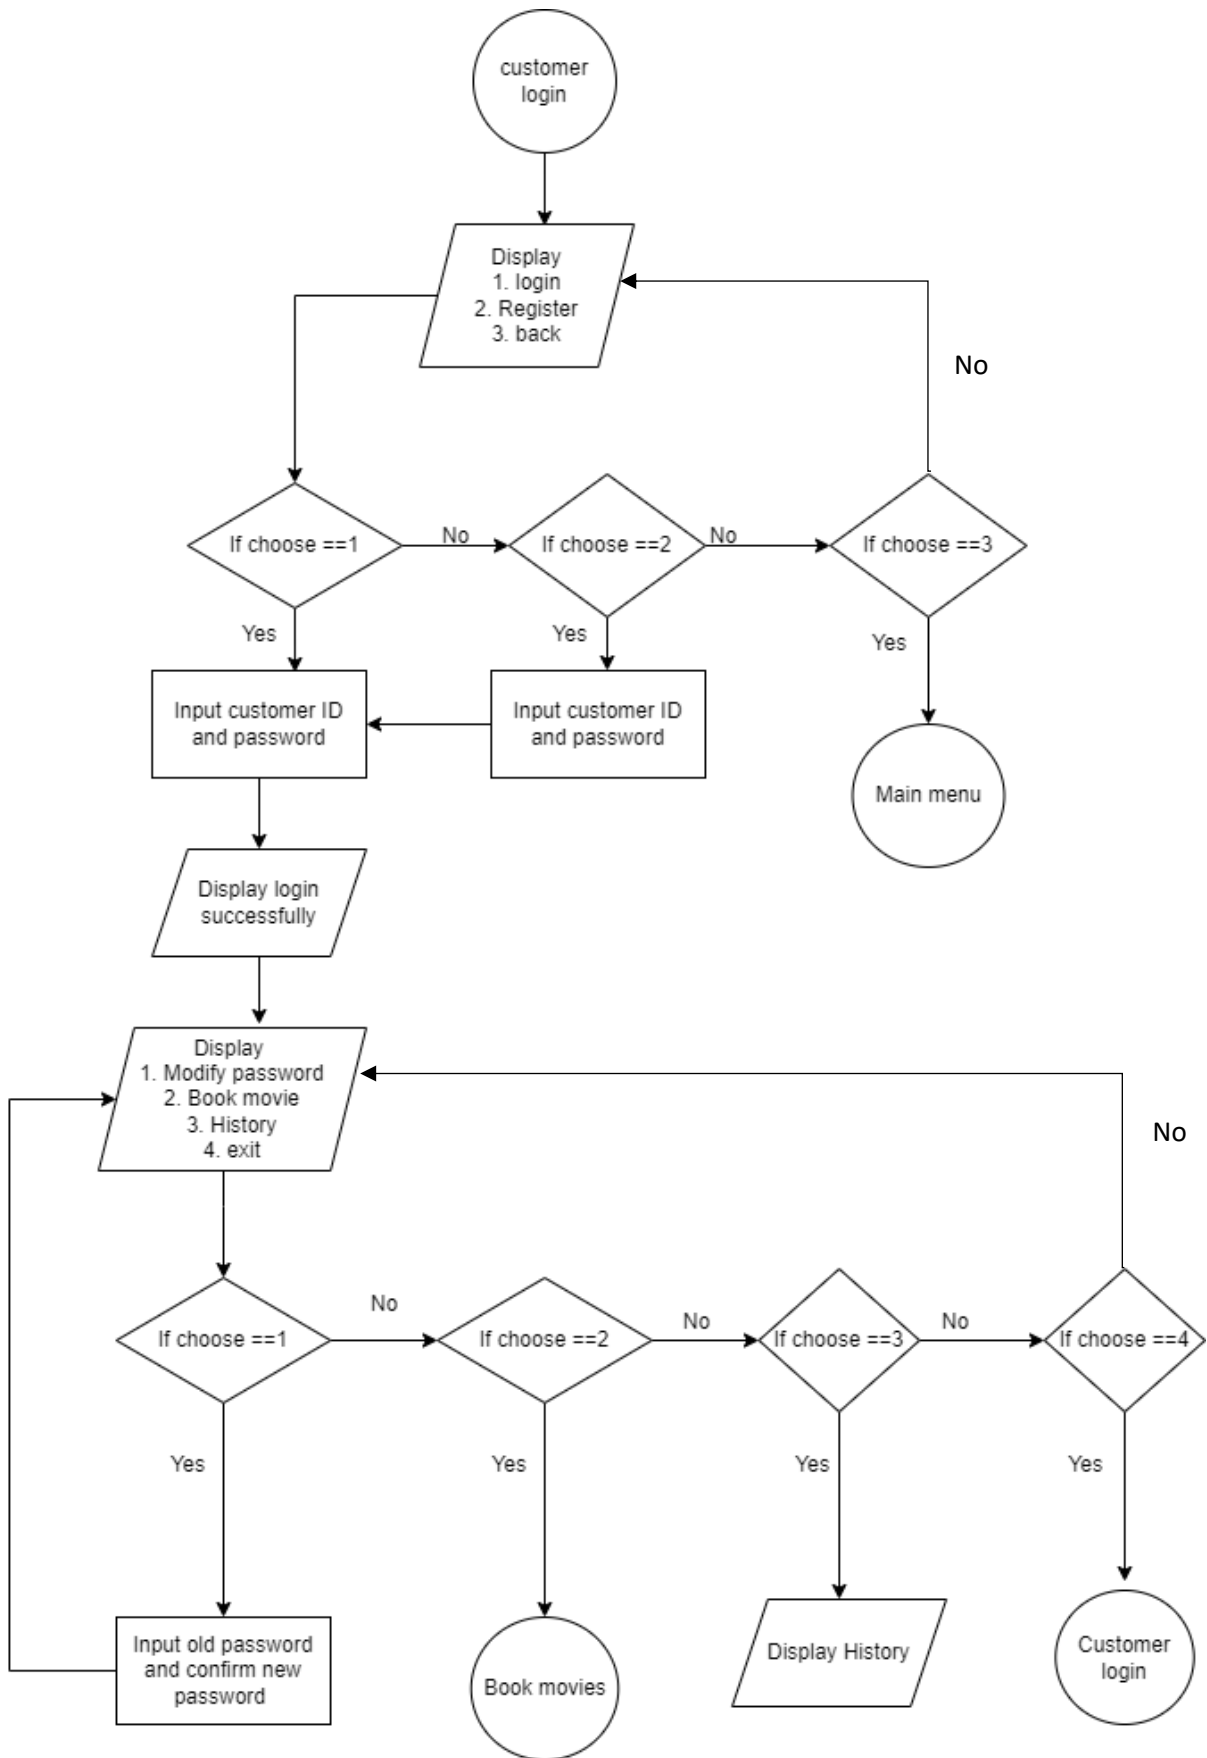 customer
login
Display
1. login
2. Register
3. back
No
If choose ==1
No
If choose ==2
No
If choose ==3
Yes
Yes
Yes
Input customer ID
and password
Input customer ID
and password
Main menu
Display login
successfully
Display
1. Modify password
2. Book movie
3. History
4. exit
No
If choose ==1
No
If choose ==2
No
If choose ==3
No
If choose ==4
Yes
Yes
Yes
Yes
Input old password
and confirm new
password
Book movies
Display History
Customer
login